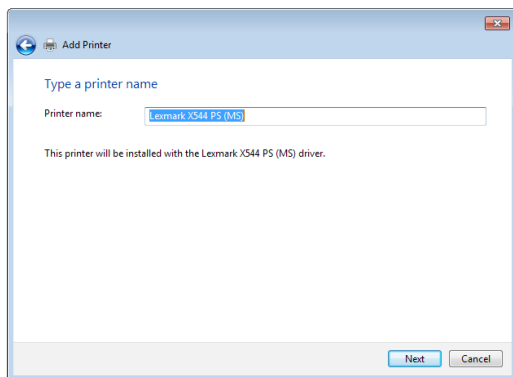 Add Printer
Type a printer name
Printer name: Lexmark X544 PS (MS)
This printer will be installed with the Lexmark X544 PS (MS) driver.
Next Cancel